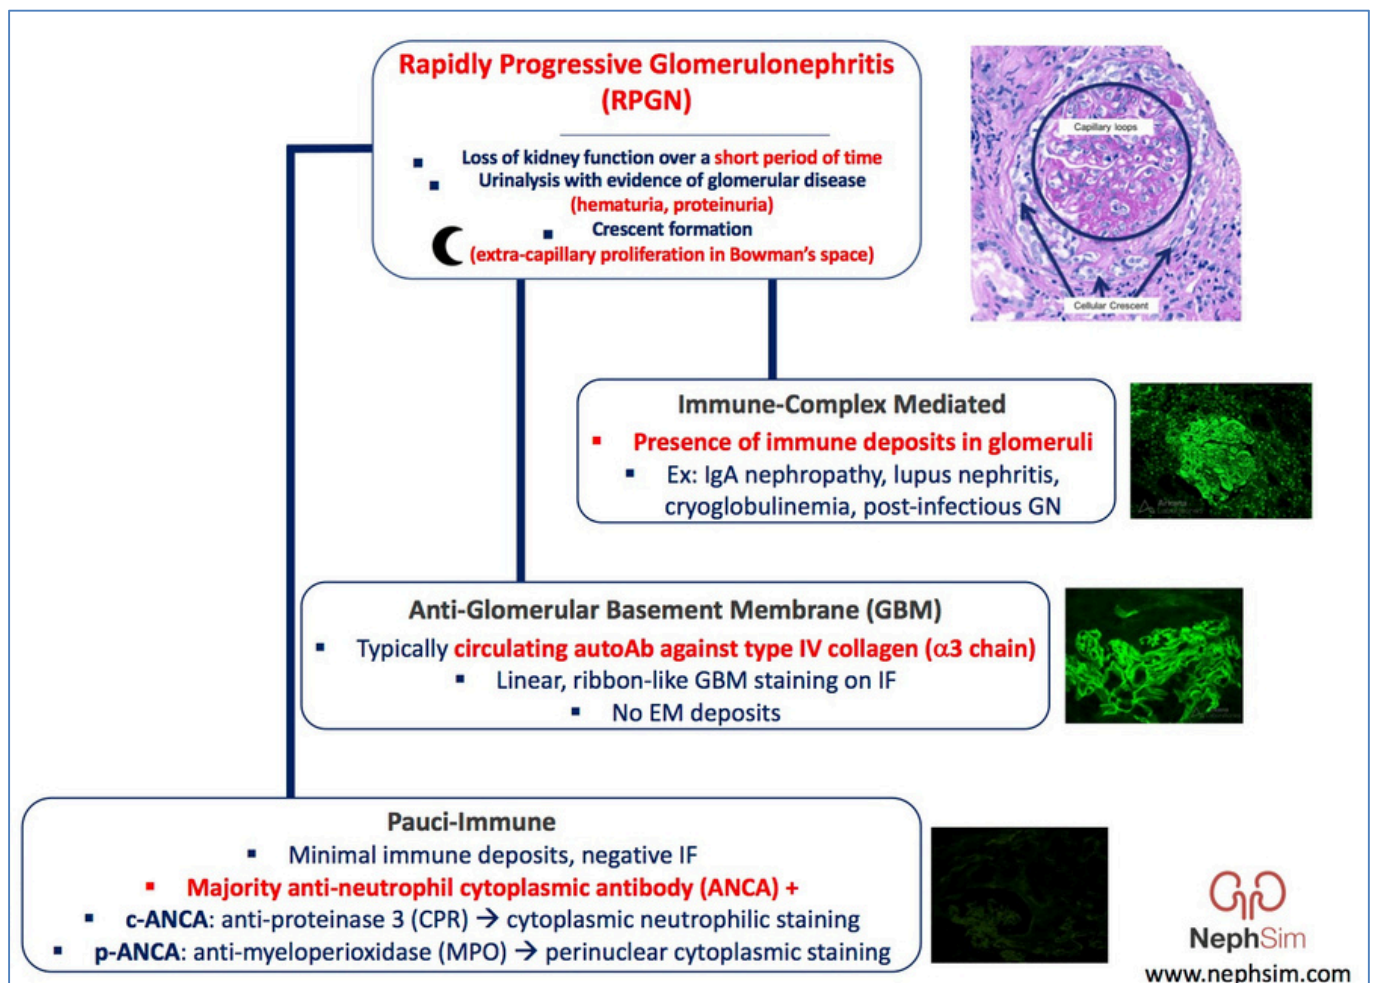 Rapidly Progressive Glomerulonephritis
(RPGN)
▪ Loss of kidney function over a short period of time
▪ Urinalysis with evidence of glomerular disease
(hematuria, proteinuria)
▪ Crescent formation
(extra-capillary proliferation in Bowman's space)
Capillary loops
Cellular Crescent
Immune-Complex Mediated
▪ Presence of immune deposits in glomeruli
▪ Ex: IgA nephropathy, lupus nephritis,
cryoglobulinemia, post-infectious GN
Anti-Glomerular Basement Membrane (GBM)
▪ Typically circulating autoAb against type IV collagen (α3 chain)
▪ Linear, ribbon-like GBM staining on IF
▪ No EM deposits
Pauci-Immune
▪ Minimal immune deposits, negative IF
▪ Majority anti-neutrophil cytoplasmic antibody (ANCA) +
▪ c-ANCA: anti-proteinase 3 (CPR) → cytoplasmic neutrophilic staining
▪ p-ANCA: anti-myeloperioxidase (MPO) → perinuclear cytoplasmic staining
NephSim
www.nephsim.com